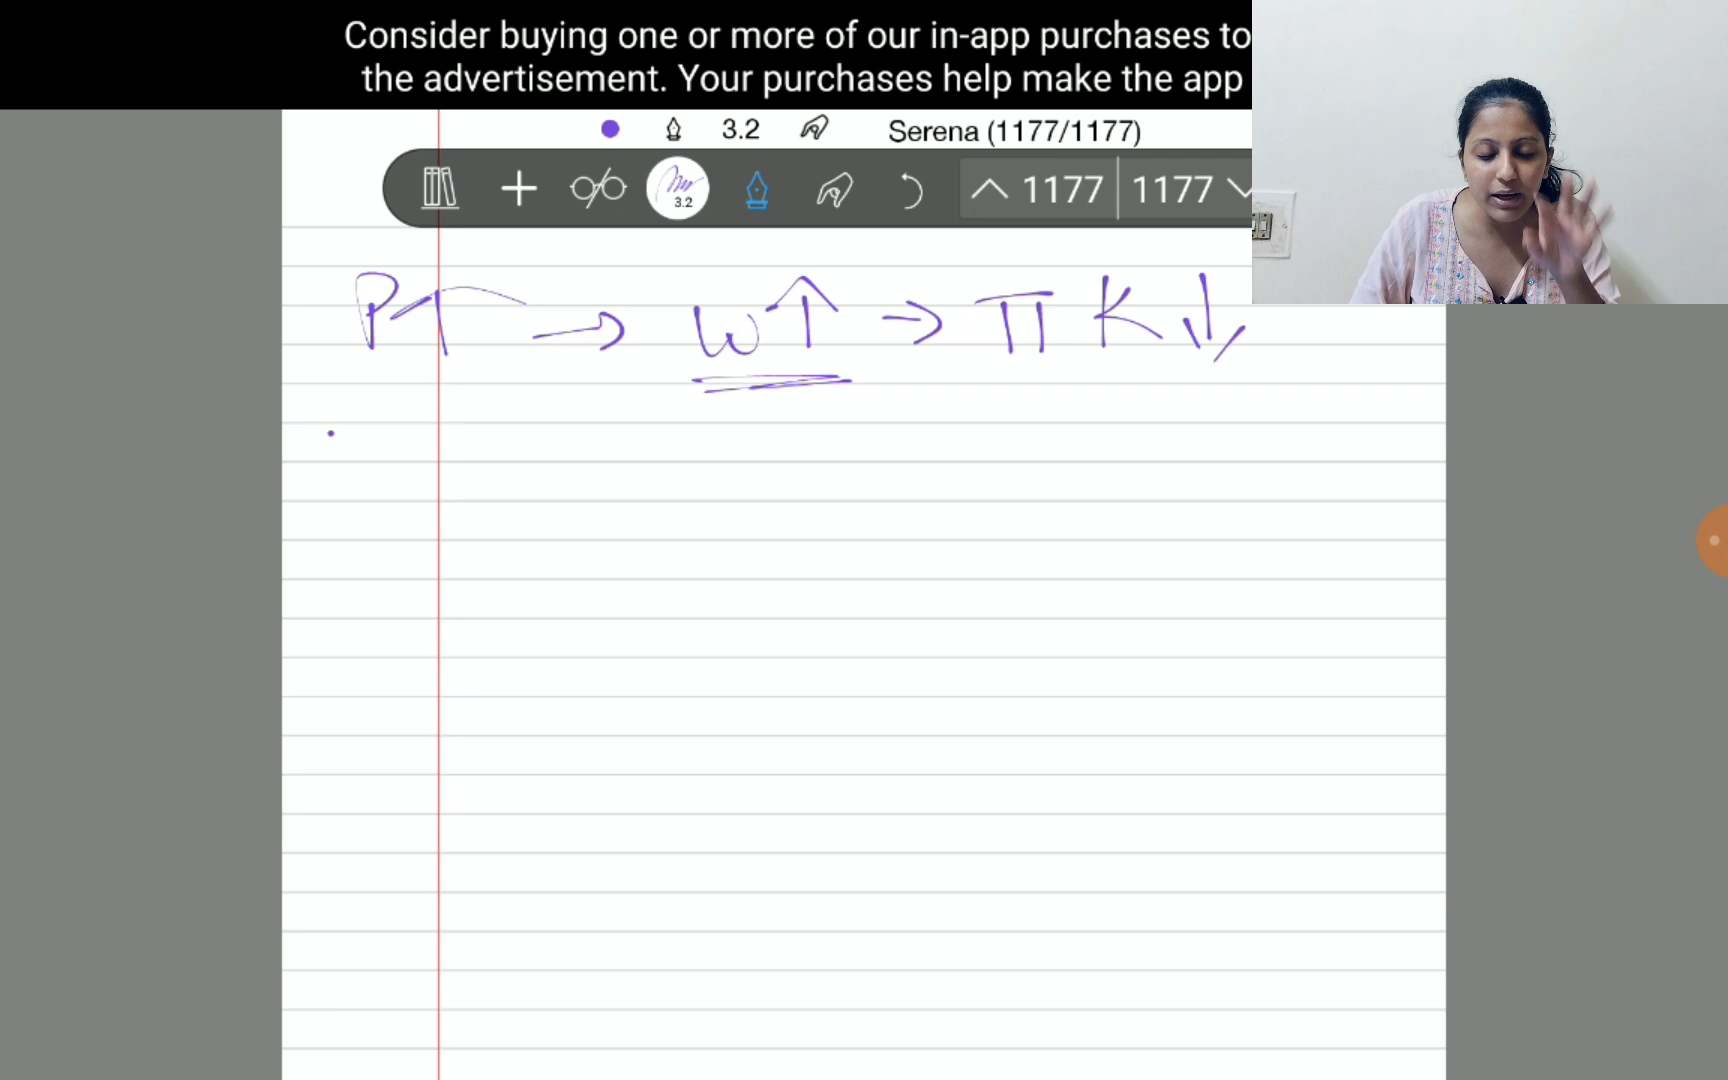 Consider buying one or more of our in-app purchases to
the advertisement. Your purchases help make the app
3.2 Serena (1177/1177)
3.2 1177 1177
P↑ → W↑ → Π K↓